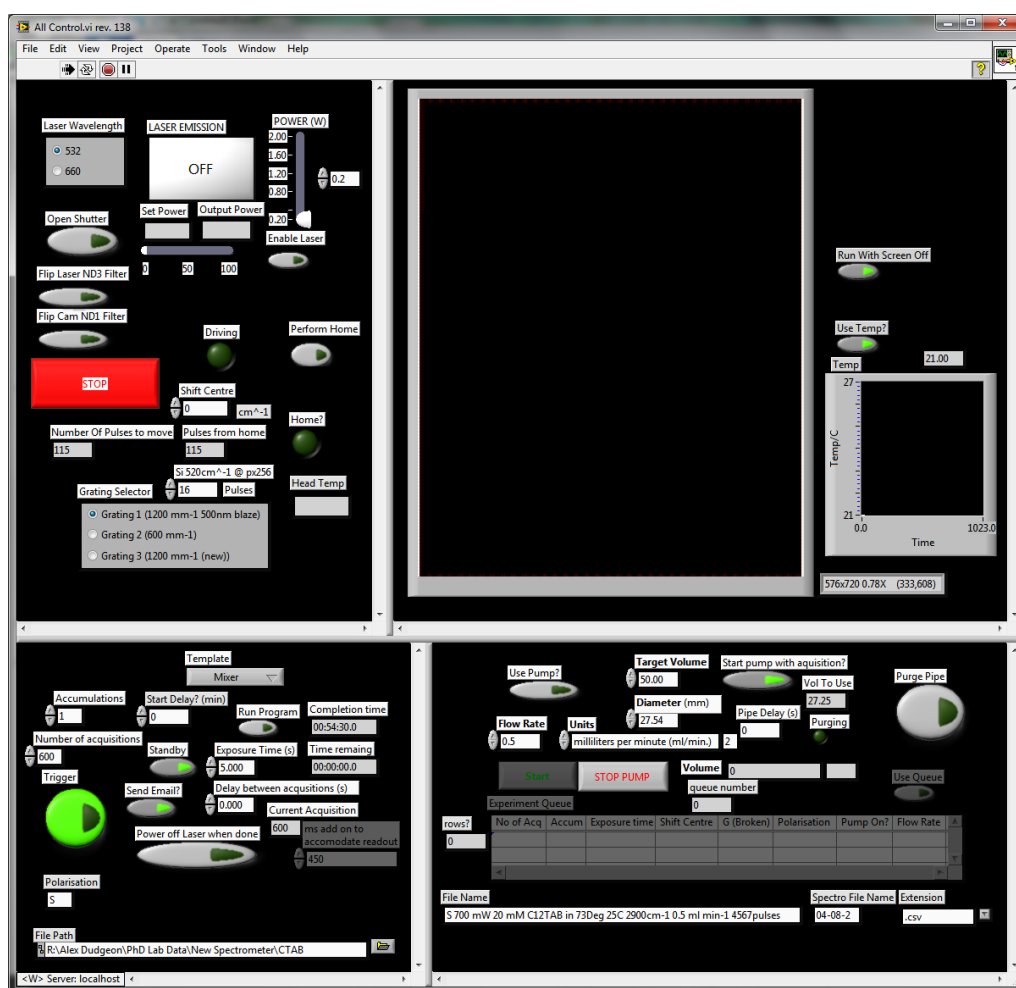 All Control.vi rev. 138
File Edit View Project Operate Tools Window Help
Laser Wavelength
532
660
LASER EMISSION
OFF
POWER (W)
2.00
1.60
1.20
0.80
0.20
0.2
Open Shutter
Set Power Output Power
0 50 100
Enable Laser
Flip Laser ND3 Filter
Flip Cam ND1 Filter
Driving
Perform Home
STOP
Shift Centre
0 cm^-1
Home?
Number Of Pulses to move Pulses from home
115 115
Si 520cm^-1 @ px256
16 Pulses
Head Temp
Grating Selector
Grating 1 (1200 mm-1 500nm blaze)
Grating 2 (600 mm-1)
Grating 3 (1200 mm-1 (new))
Run With Screen Off
Use Temp?
21.00
Temp
27
Temp/C
21
0.0 1023.0
Time
576x720 0.78X (333,608)
Template
Mixer
Accumulations
1
Start Delay? (min)
0
Run Program
Completion time
00:54:30.0
Number of acquisitions
600
Standby
Exposure Time (s)
5.000
Time remaing
00:00:00.0
Trigger
Send Email?
Delay between acqusitions (s)
0.000
Current Acquisition
600
Power off Laser when done
ms add on to
accomodate readout
450
Polarisation
S
File Path
R:\Alex Dudgeon\PhD Lab Data\New Spectrometer\CTAB
<W> Server: localhost
Use Pump?
Target Volume
50.00
Start pump with aquisition?
Vol To Use
27.25
Purge Pipe
Diameter (mm)
27.54
Pipe Delay (s)
0
Purging
Flow Rate
0.5
Units
milliliters per minute (ml/min.) 2
Start
STOP PUMP
Volume 0
queue number
0
Use Queue
Experiment Queue
rows?
0
No of Acq Accum Exposure time Shift Centre G (Broken) Polarisation Pump On? Flow Rate
File Name
S 700 mW 20 mM C12TAB in 73Deg 25C 2900cm-1 0.5 ml min-1 4567pulses
Spectro File Name
04-08-2
Extension
.csv